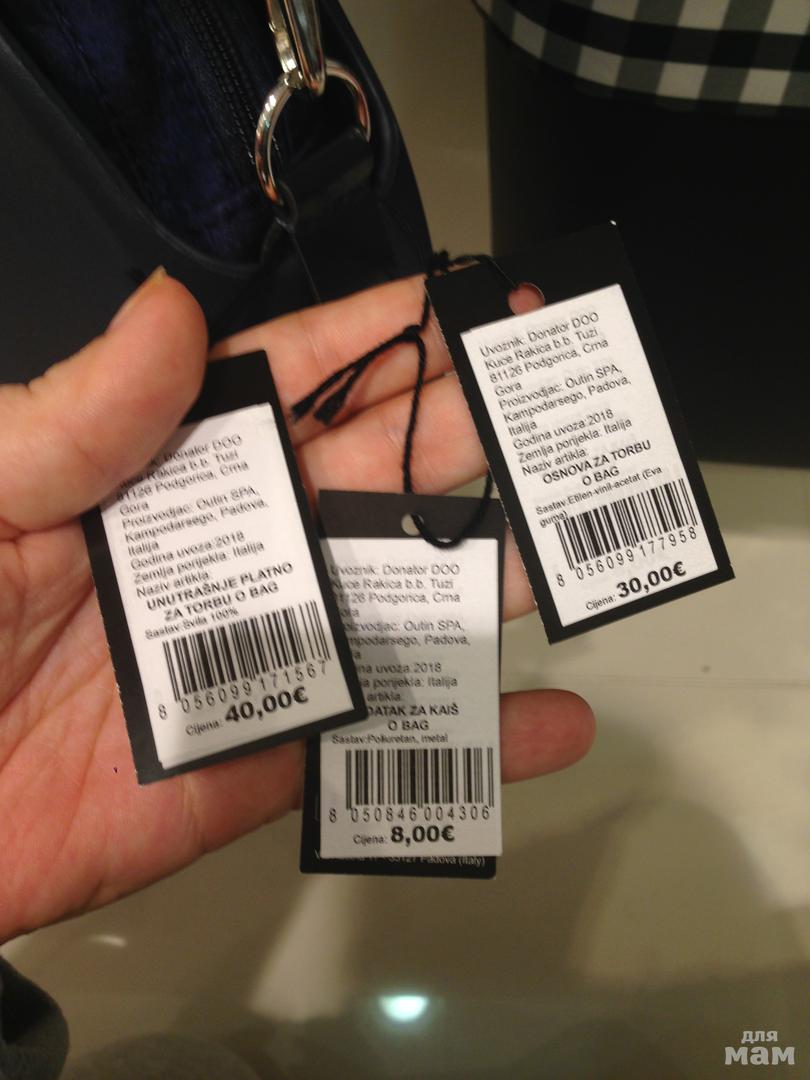 Donator DOO
Rakica b.b. Tuzi
81126 Podgorica, Crna
Gora
Proizvodjac: Outin SPA,
Kampodarsego, Padova,
Italija
Godina uvoza:2018
Zemlja porijekla: Italija
Naziv artikla:
UNUTRAŠNJE PLATNO
ZA TORBU O BAG
Sastav:Svila 100%
8 056099 171567
Cijena: 40,00€
Uvoznik: Donator DOO
Kuce Rakica b.b. Tuzi
81126 Podgorica, Crna
Gora
Proizvodjac: Outin SPA,
Kampodarsego, Padova,
Italija
Godina uvoza:2018
Zemlja porijekla: Italija
Naziv artikla:
OSNOVA ZA TORBU
O BAG
Sastav:Etilen-vinil-acetat (Eva
guma)
8 056099 177958
Cijena: 30,00€
Uvoznik: Donator DOO
Kuce Rakica b.b. Tuzi
Podgorica, Crna
Outin SPA,
Padova,
uvoza:2018
porijekla: Italija
artikla:
DATAK ZA KAIŠ
O BAG
Sastav:Poliuretan, metal
8 050846 004306
Cijena: 8,00€
35127 Padova (Italy)
для
мам